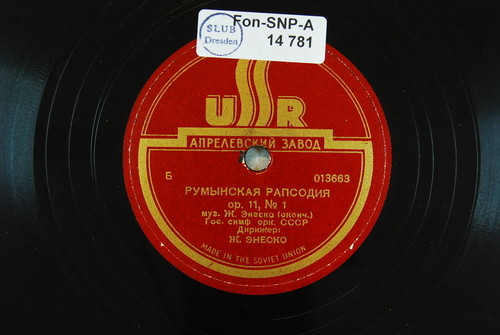 SLUB
Dresden
Fon-SNP-A
14 781
USSR
АПРЕЛЕВСКИЙ ЗАВОД
Б 013663
РУМЫНСКАЯ РАПСОДИЯ
ор. 11, № 1
муз. Ж. Энеско (оконч.)
Гос. симф орк. СССР
Дирижер:
Ж. ЭНЕСКО
MADE IN THE SOVIET UNION